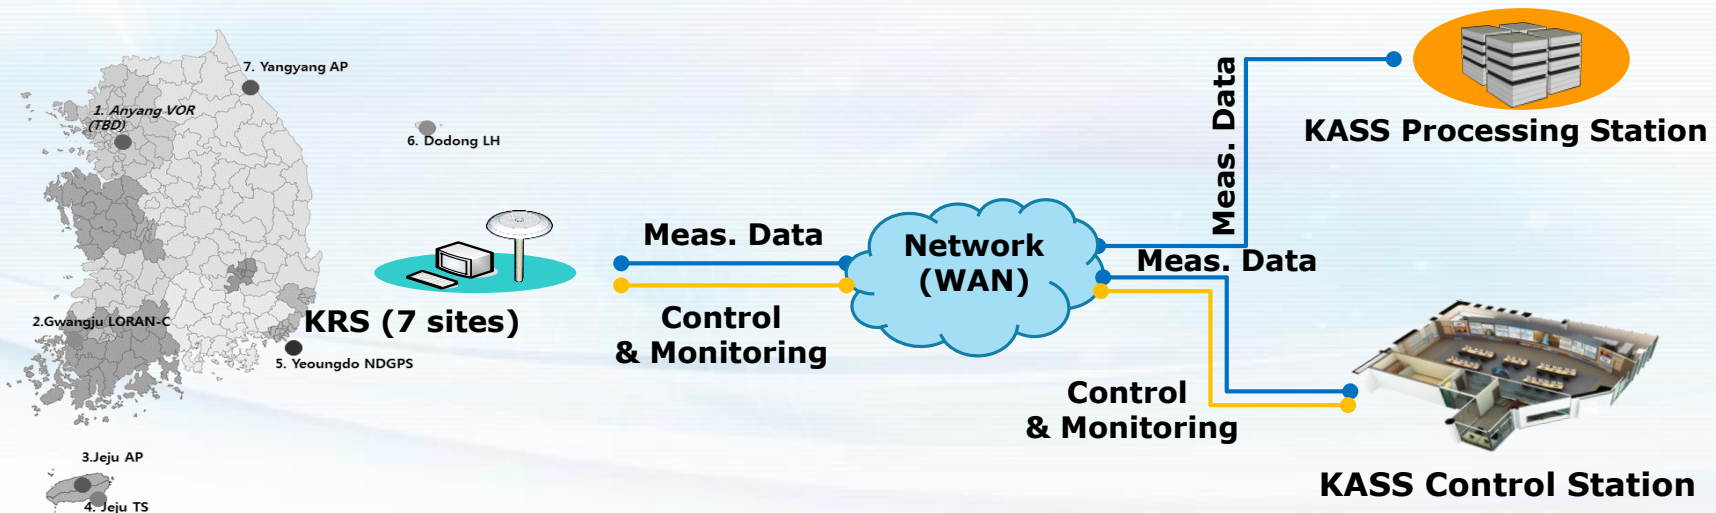 7. Yangyang AP
1. Anyang VOR
(TBD)
6. Dodong LH
2.Gwangju LORAN-C
5. Yeoungdo NDGPS
3.Jeju AP
4. Jeju TS
KRS (7 sites)
Meas. Data
Control
& Monitoring
Network
(WAN)
Meas. Data
Meas. Data
Control
& Monitoring
KASS Processing Station
KASS Control Station